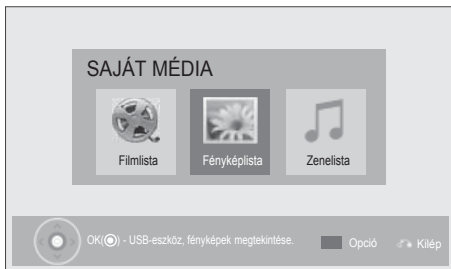 SAJÁT MÉDIA
Filmlista
Fényképlista
Zenelista
OK(◉) - USB-eszköz, fényképek megtekintése.
Opció
Kilép